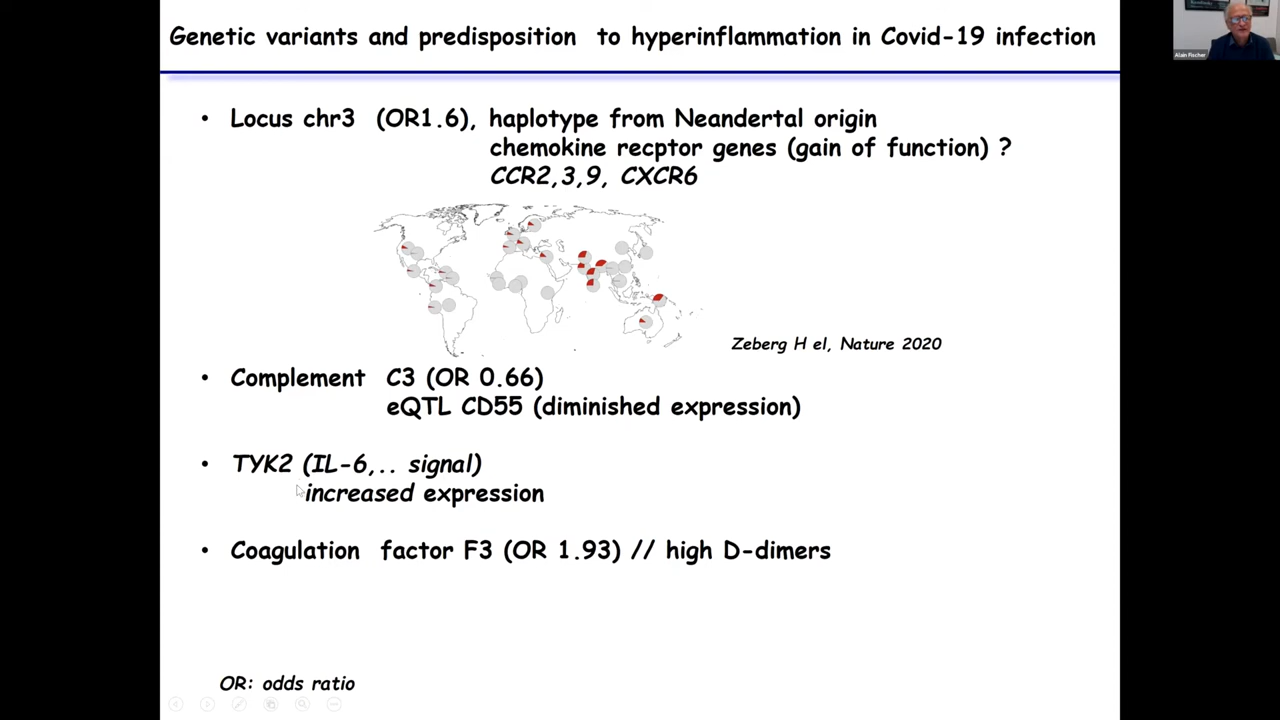 Genetic variants and predisposition to hyperinflammation in Covid-19 infection
• Locus chr3 (OR1.6), haplotype from Neandertal origin
chemokine recptor genes (gain of function) ?
CCR2,3,9, CXCR6
Zeberg H el, Nature 2020
• Complement C3 (OR 0.66)
eQTL CD55 (diminished expression)
• TYK2 (IL-6,.. signal)
increased expression
• Coagulation factor F3 (OR 1.93) // high D-dimers
OR: odds ratio
Alain Fischer